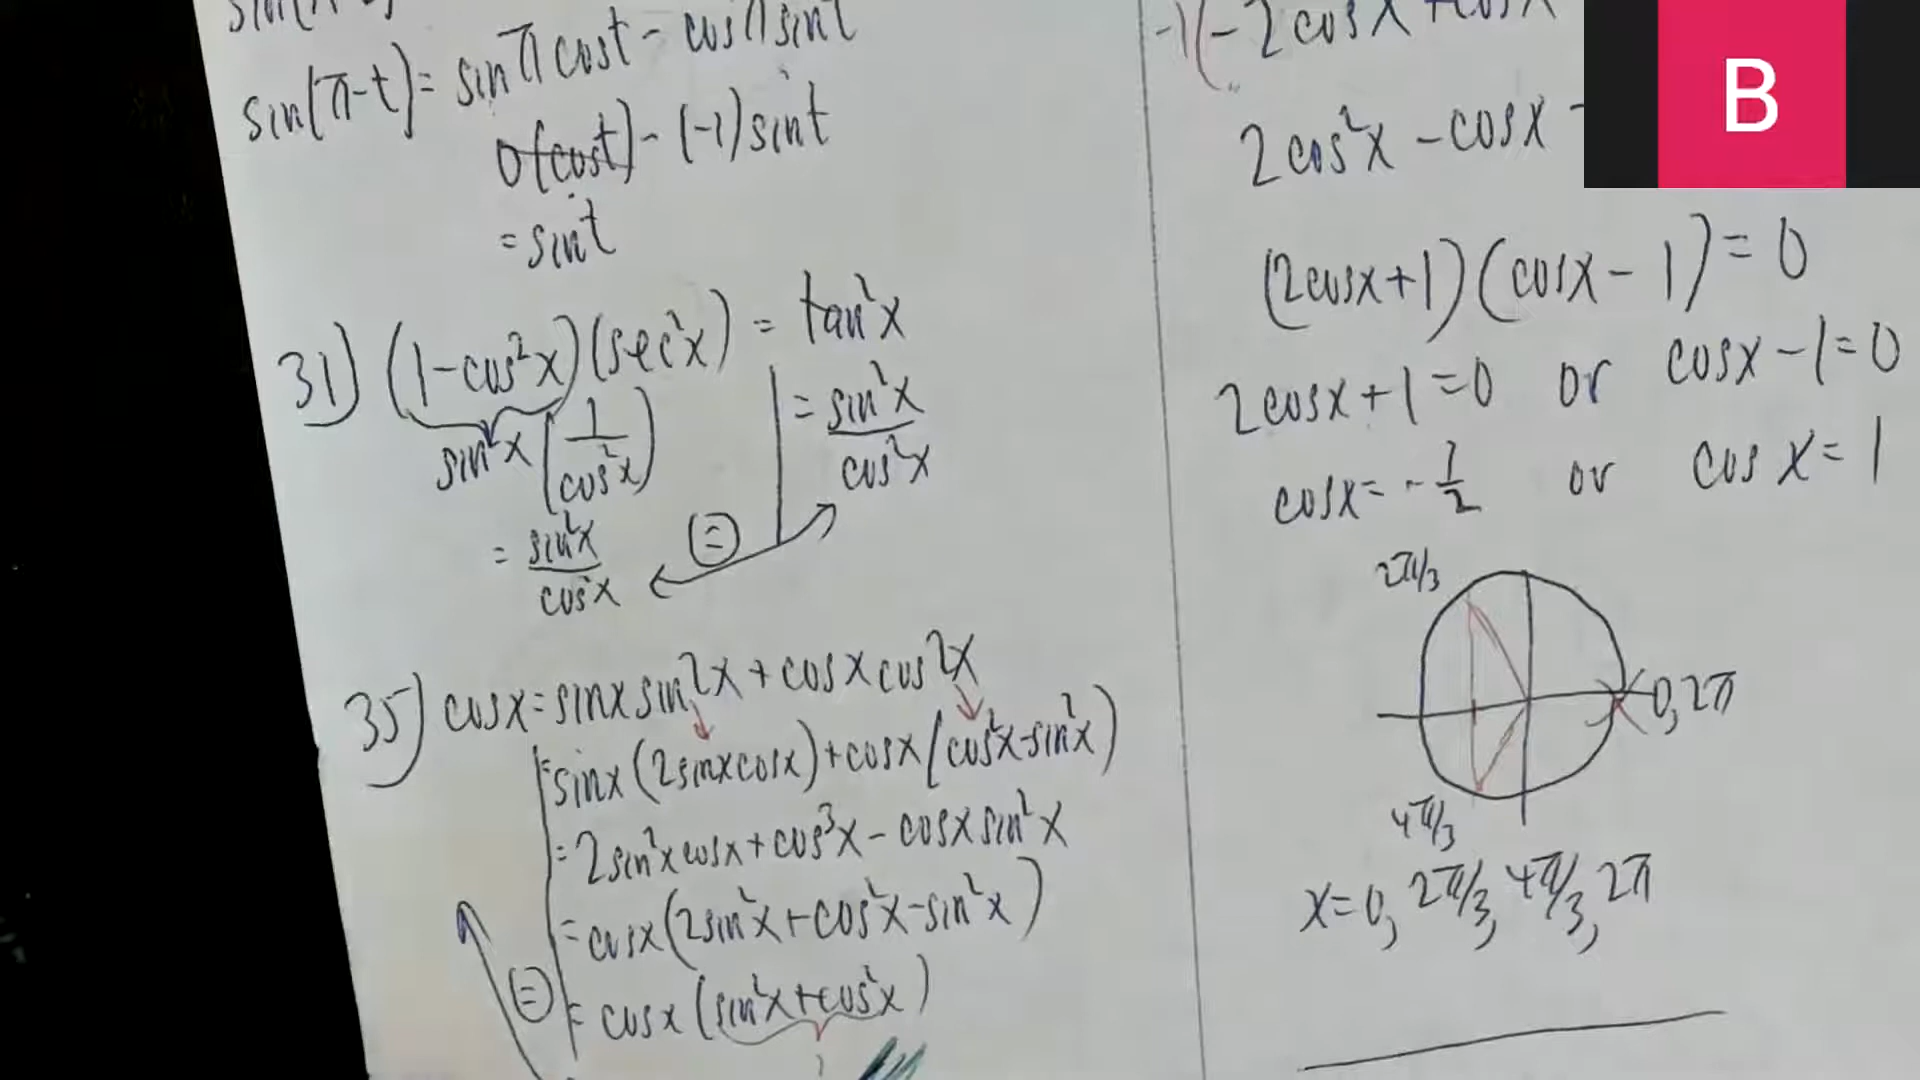 sin(π-t)= sinπ cost - cosπ sint
0(cost) - (-1)sint
= sint
31) (1-cos²x)(sec²x) = tan²x
sin²x (1/cos²x)
= sin²x/cos²x
= sin²x/cos²x
=
35) cosx = sinx sin2x + cosx cos2x
= sinx (2sinxcosx) + cosx (cos²x-sin²x)
= 2sin²x cosx + cos³x - cosx sin²x
= cosx (2sin²x + cos²x - sin²x)
= cosx (sin²x + cos²x)
=
1
-1(-2cos²x + cosx
2cos²x - cosx -
(2cosx+1)(cosx-1) = 0
2cosx+1=0 or cosx-1=0
cosx = -1/2 or cosx = 1
2π/3
0, 2π
4π/3
x = 0, 2π/3, 4π/3, 2π
B